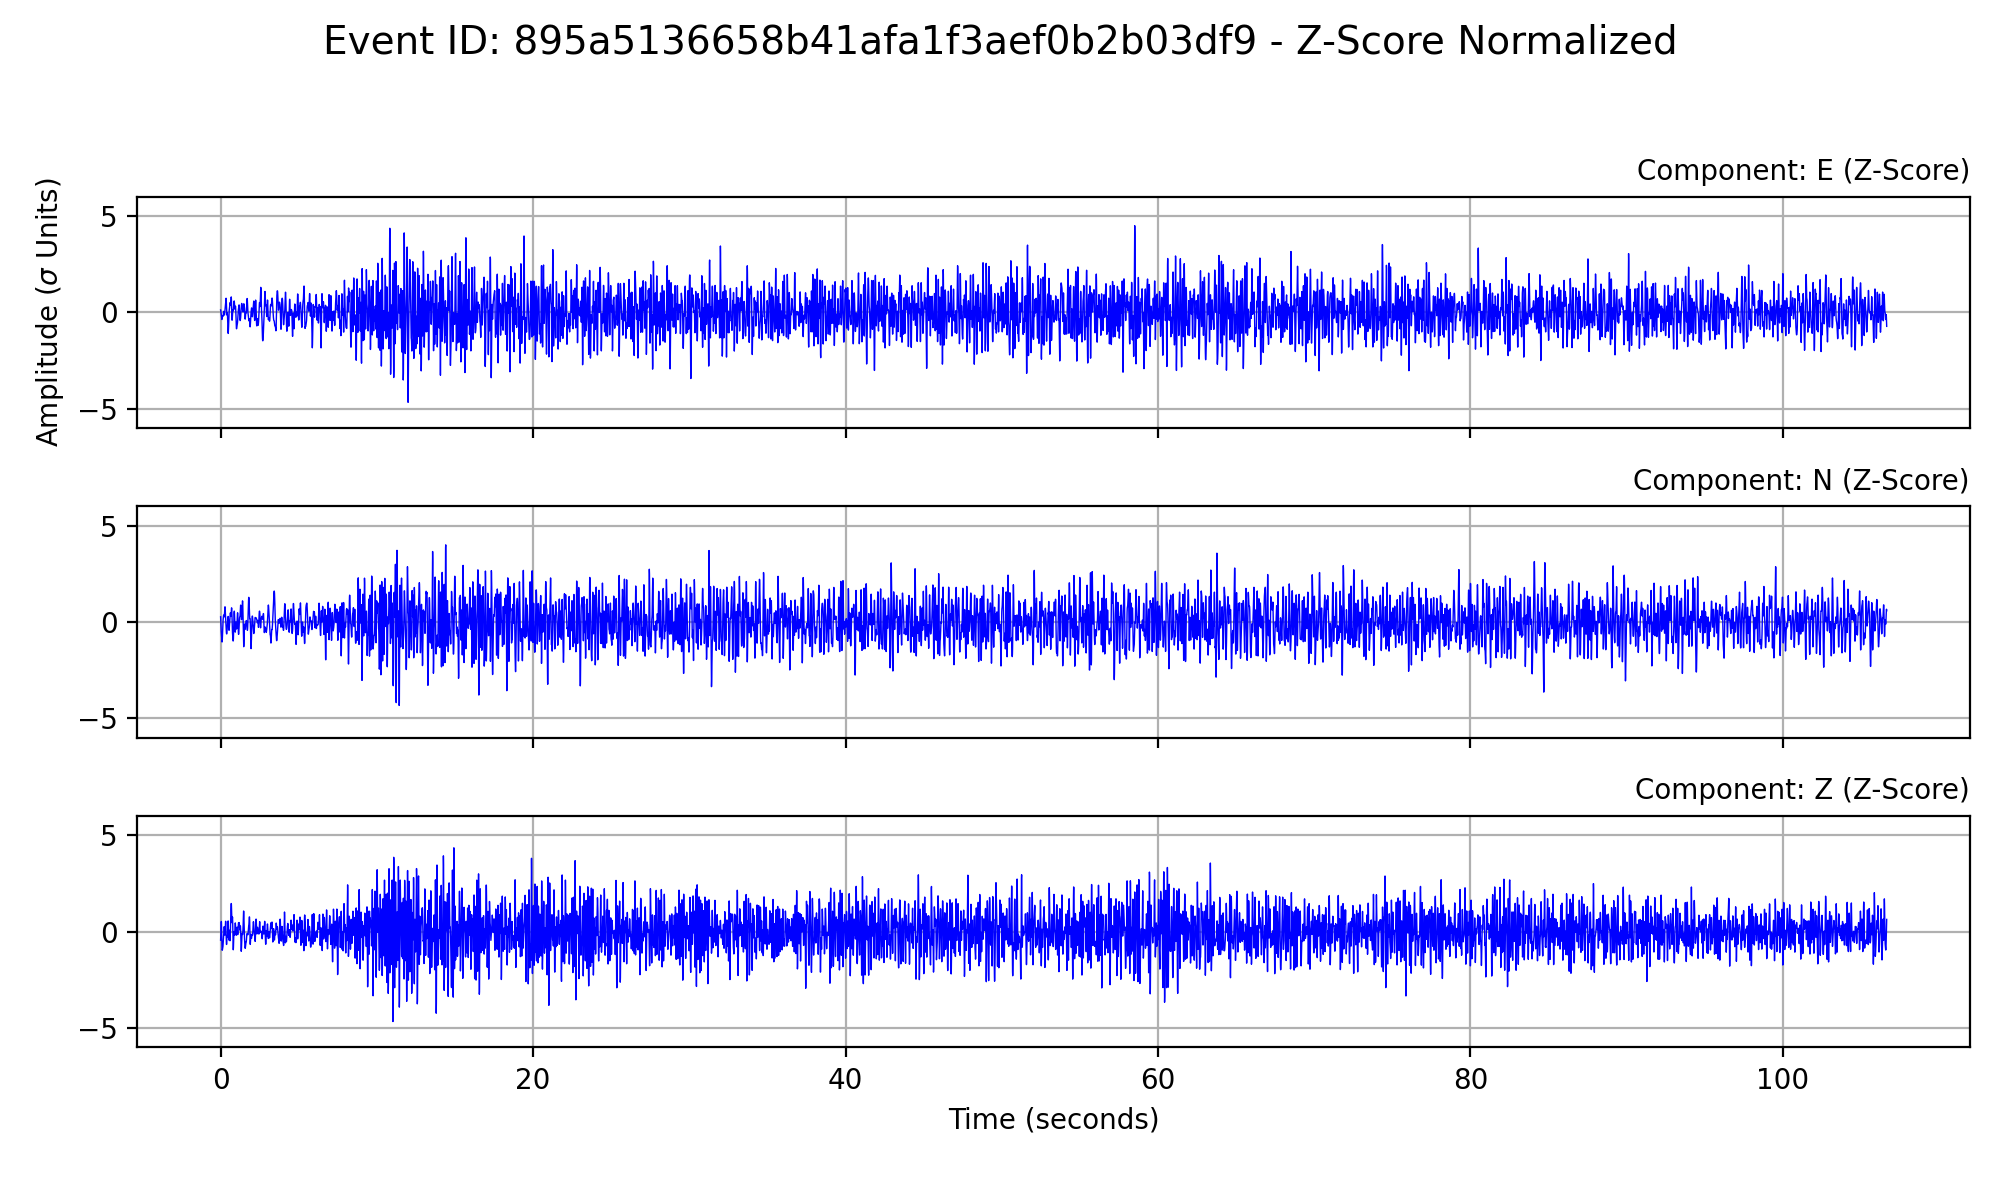 Event ID: 895a5136658b41afa1f3aef0b2b03df9 - Z-Score Normalized
Component: E (Z-Score)
Amplitude (σ Units)
5
0
−5
Component: N (Z-Score)
5
0
−5
Component: Z (Z-Score)
5
0
−5
0 20 40 60 80 100
Time (seconds)